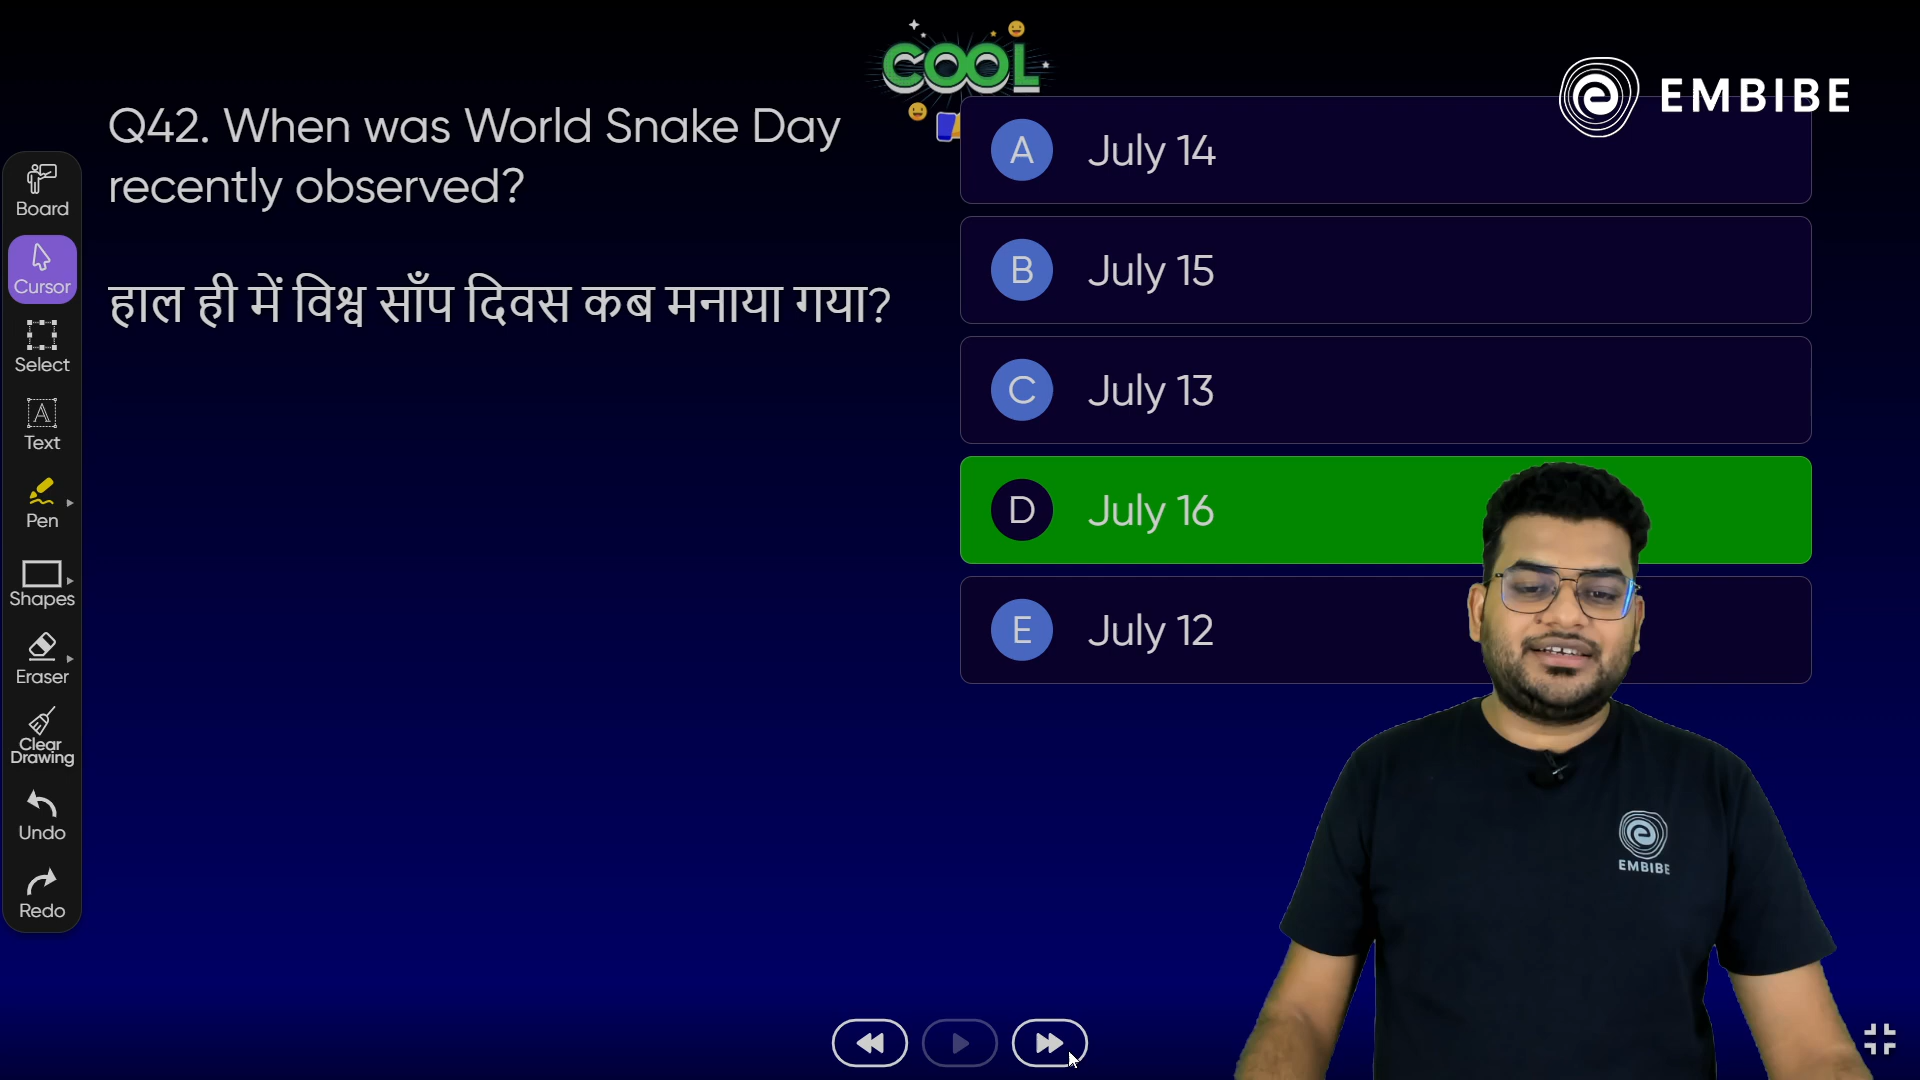 COOL
EMBIBE
Q42. When was World Snake Day
recently observed?
हाल ही में विश्व साँप दिवस कब मनाया गया?
A July 14
B July 15
C July 13
D July 16
E July 12
Board
Cursor
Select
A
Text
Pen
Shapes
Eraser
Clear
Drawing
Undo
Redo
EMBIBE